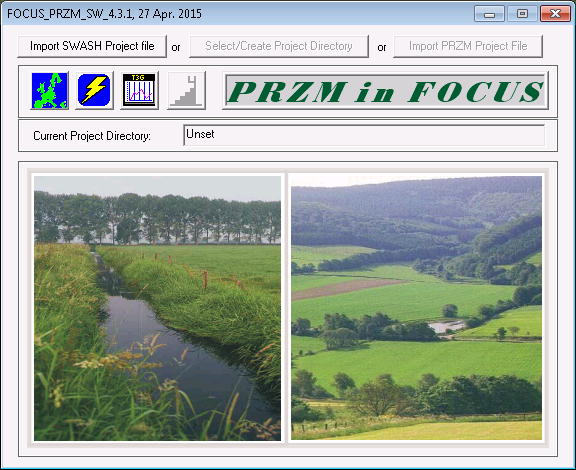 FOCUS_PRZM_SW_4.3.1, 27 Apr. 2015
Import SWASH Project file or Select/Create Project Directory or Import PRZM Project File
T3G
PRZM in FOCUS
Current Project Directory: Unset